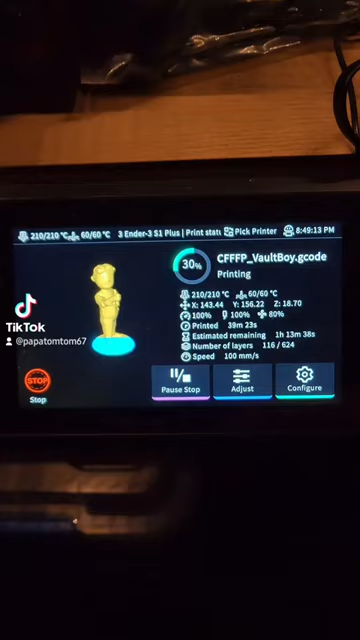 210/210 °C 60/60 °C 3 Ender-3 S1 Plus | Print stat Pick Printer 8:49:13 PM
30%
CFFFP_VaultBoy.gcode
Printing
210/210 °C 60/60 °C
X: 143.44 Y: 156.22 Z: 18.70
100% 100% 80%
Printed 39m 23s
Estimated remaining 1h 13m 38s
Number of layers 116 / 624
Speed 100 mm/s
TikTok
@papatomtom67
STOP
Stop
Pause Stop
Adjust
Configure